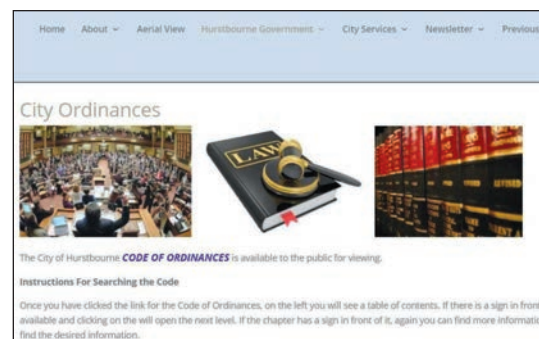 Home About Aerial View Hurstbourne Government City Services Newsletter Previous
City Ordinances
LAW
REVISED
The City of Hurstbourne CODE OF ORDINANCES is available to the public for viewing.
Instructions For Searching the Code
Once you have clicked the link for the Code of Ordinances, on the left you will see a table of contents. If there is a sign in front
available and clicking on the will open the next level. If the chapter has a sign in front of it, again you can find more informatio
find the desired information.